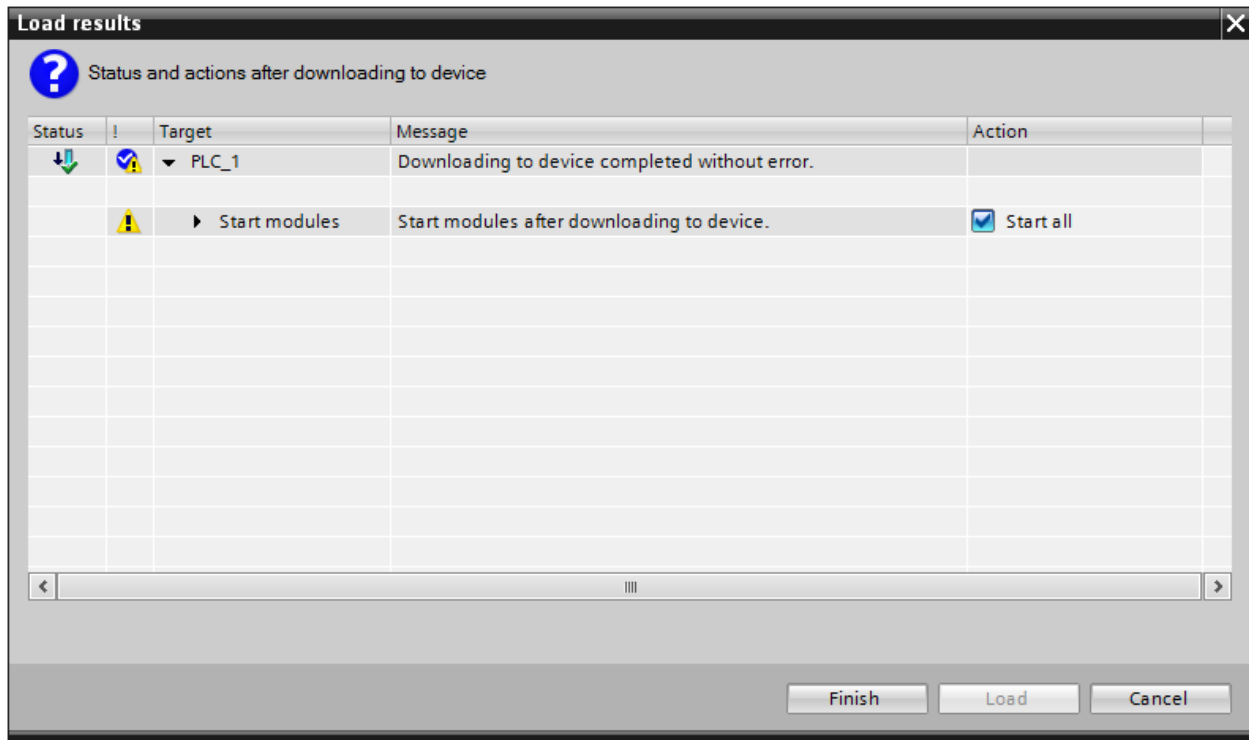 Load results
Status and actions after downloading to device
Status ! Target Message Action
PLC_1 Downloading to device completed without error.
Start modules Start modules after downloading to device. Start all
Finish Load Cancel